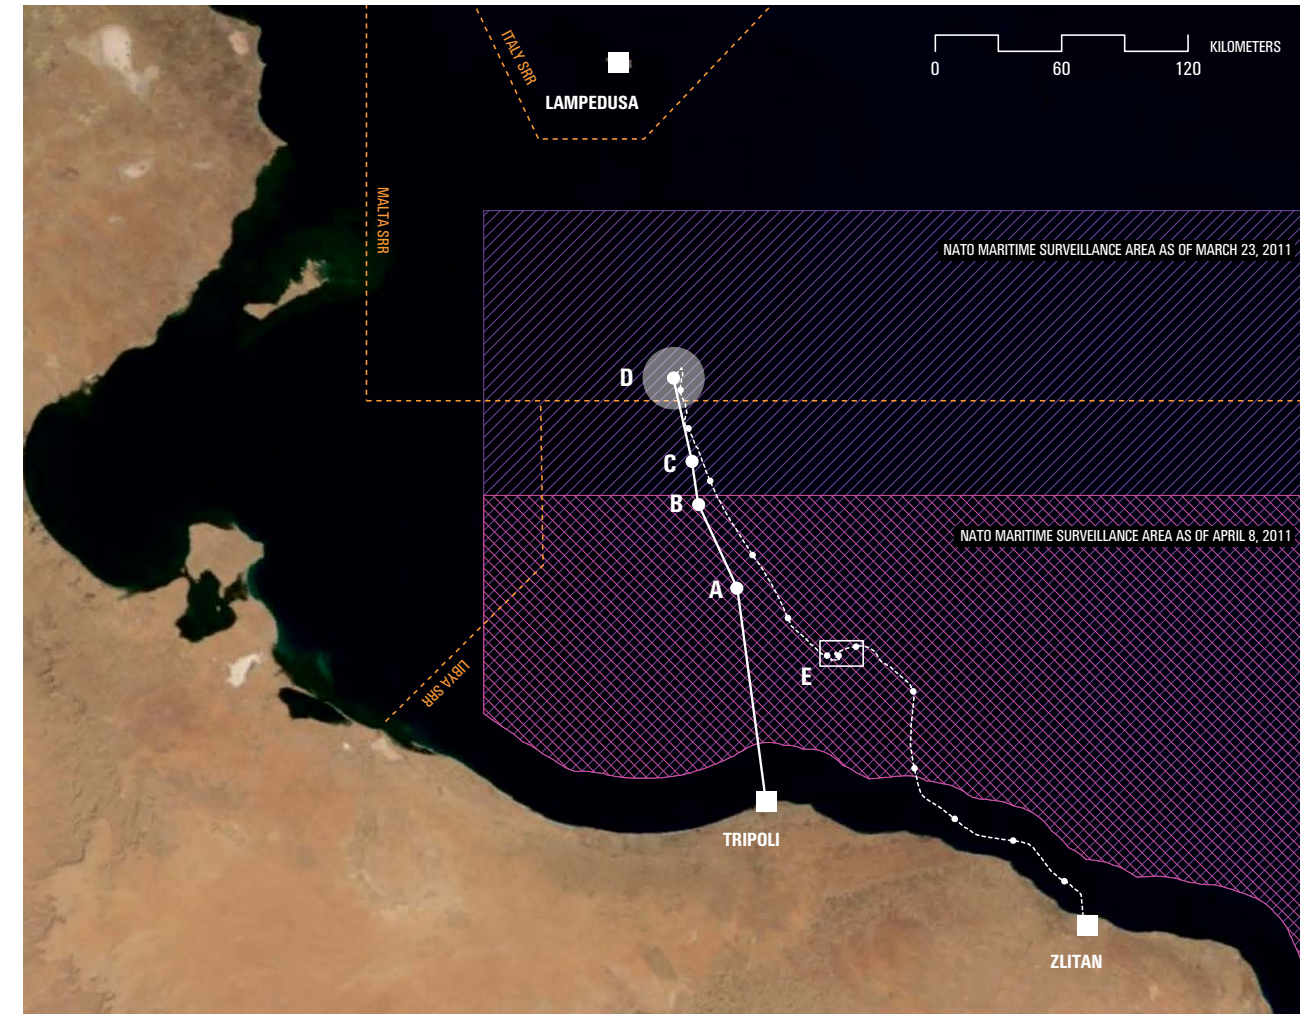 ITALY SRR
LAMPEDUSA
KILOMETERS
0 60 120
MALTA SRR
NATO MARITIME SURVEILLANCE AREA AS OF MARCH 23, 2011
D
C
B
NATO MARITIME SURVEILLANCE AREA AS OF APRIL 8, 2011
A
E
LIBYA SRR
TRIPOLI
ZLITAN